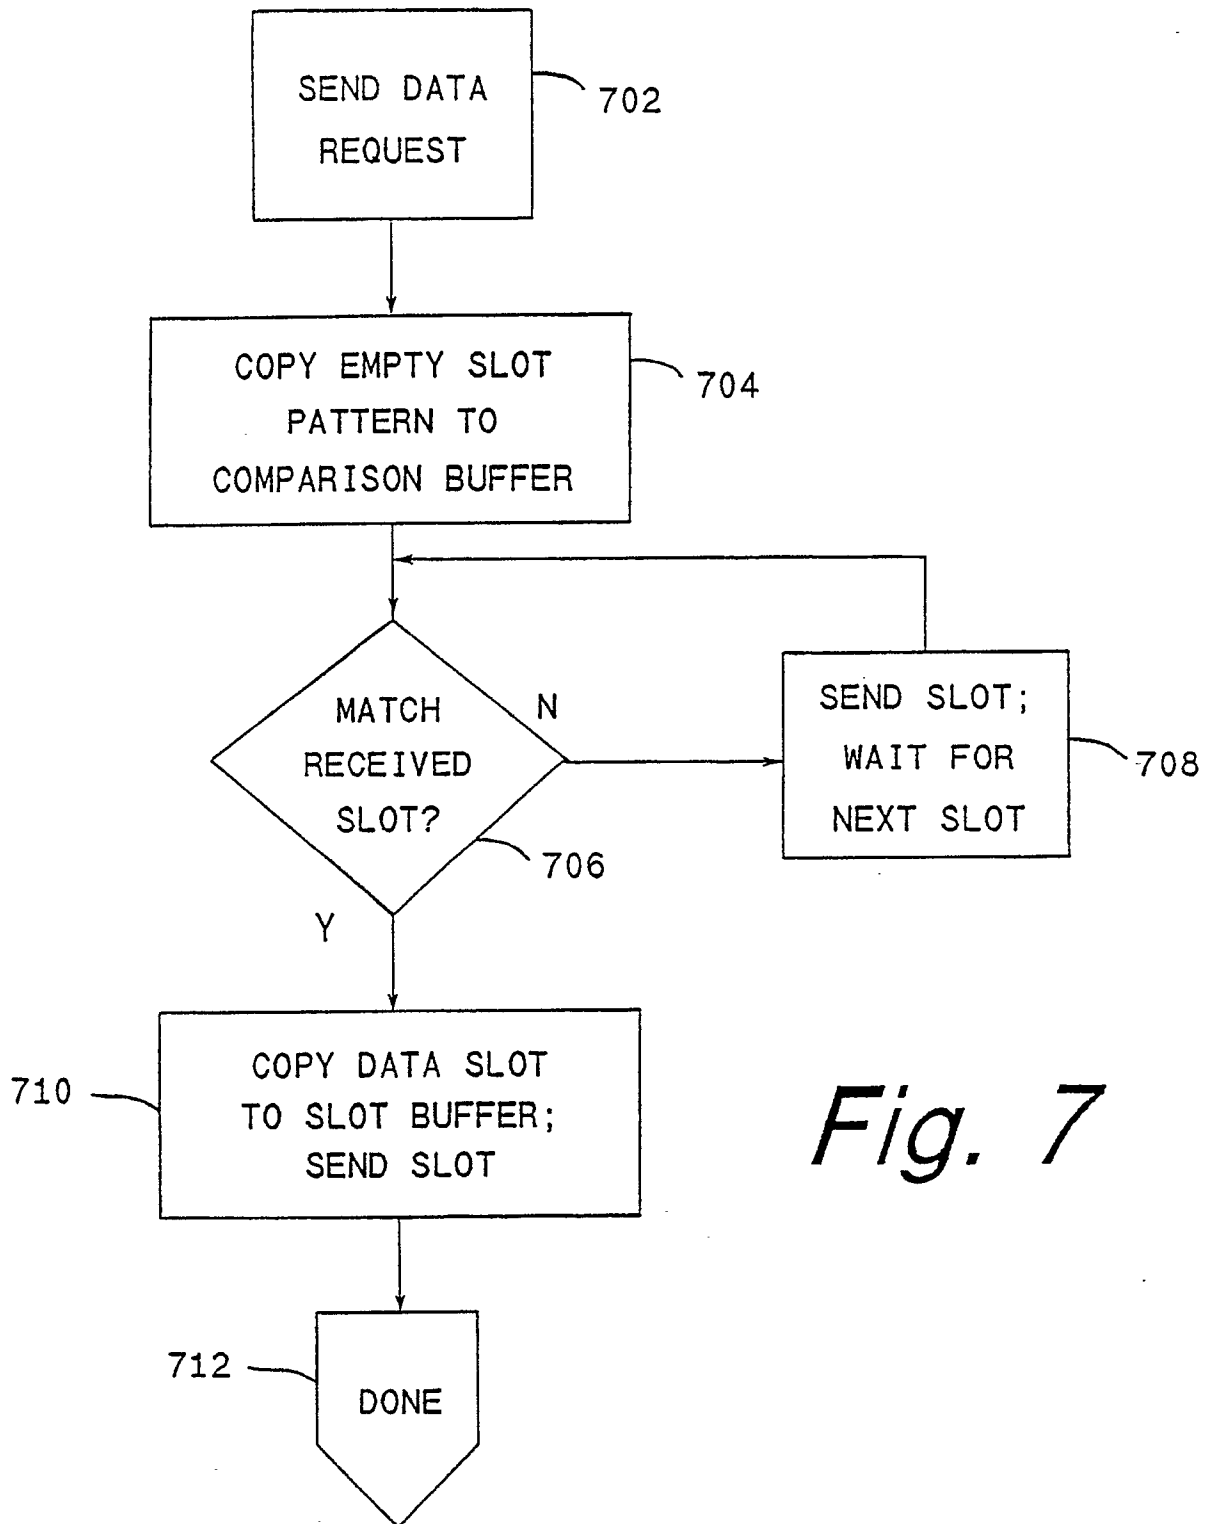 SEND DATA
REQUEST
702
COPY EMPTY SLOT
PATTERN TO
COMPARISON BUFFER
704
MATCH
RECEIVED
SLOT?
N
706
Y
SEND SLOT;
WAIT FOR
NEXT SLOT
708
COPY DATA SLOT
TO SLOT BUFFER;
SEND SLOT
710
Fig. 7
DONE
712